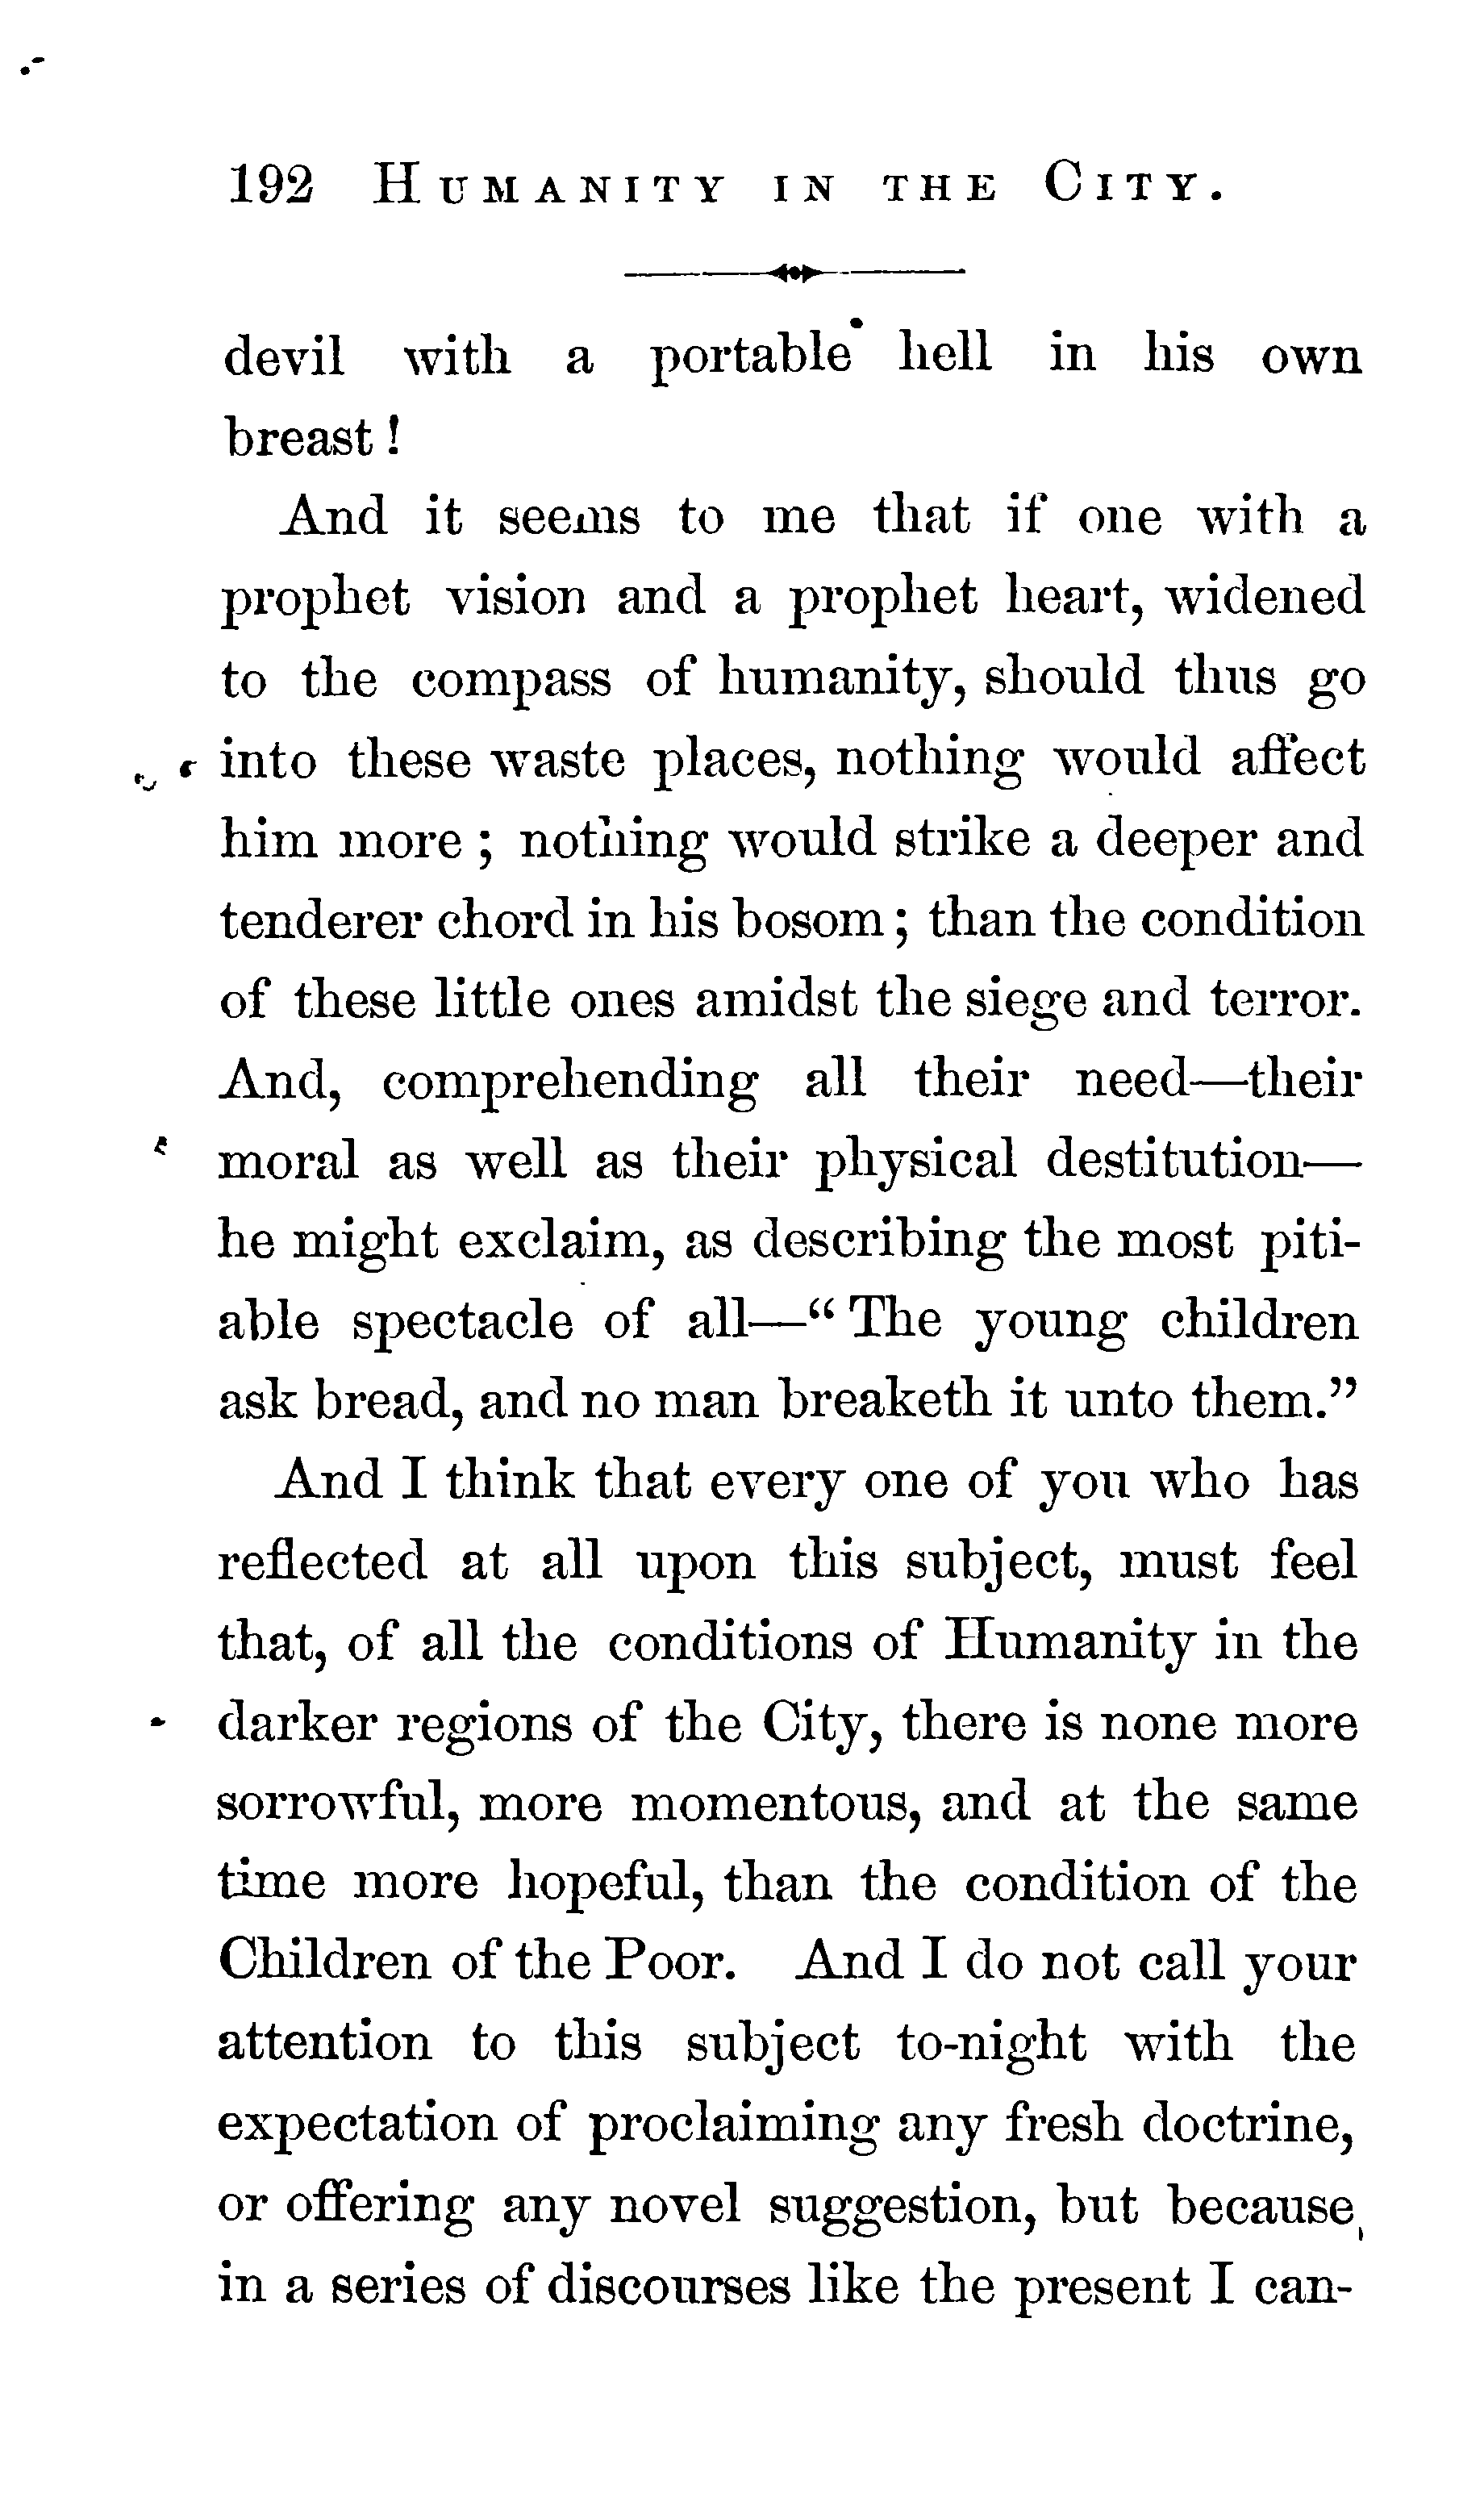 192 HUMANITY IN THE CITY.
devil with a portable hell in his own
breast!
And it seems to me that if one with a
prophet vision and a prophet heart, widened
to the compass of humanity, should thus go
into these waste places, nothing would affect
him more; nothing would strike a deeper and
tenderer chord in his bosom; than the condition
of these little ones amidst the siege and terror.
And, comprehending all their need—their
moral as well as their physical destitution—
he might exclaim, as describing the most piti-
able spectacle of all—“The young children
ask bread, and no man breaketh it unto them.”
And I think that every one of you who has
reflected at all upon this subject, must feel
that, of all the conditions of Humanity in the
darker regions of the City, there is none more
sorrowful, more momentous, and at the same
time more hopeful, than the condition of the
Children of the Poor. And I do not call your
attention to this subject to-night with the
expectation of proclaiming any fresh doctrine,
or offering any novel suggestion, but because,
in a series of discourses like the present I can-